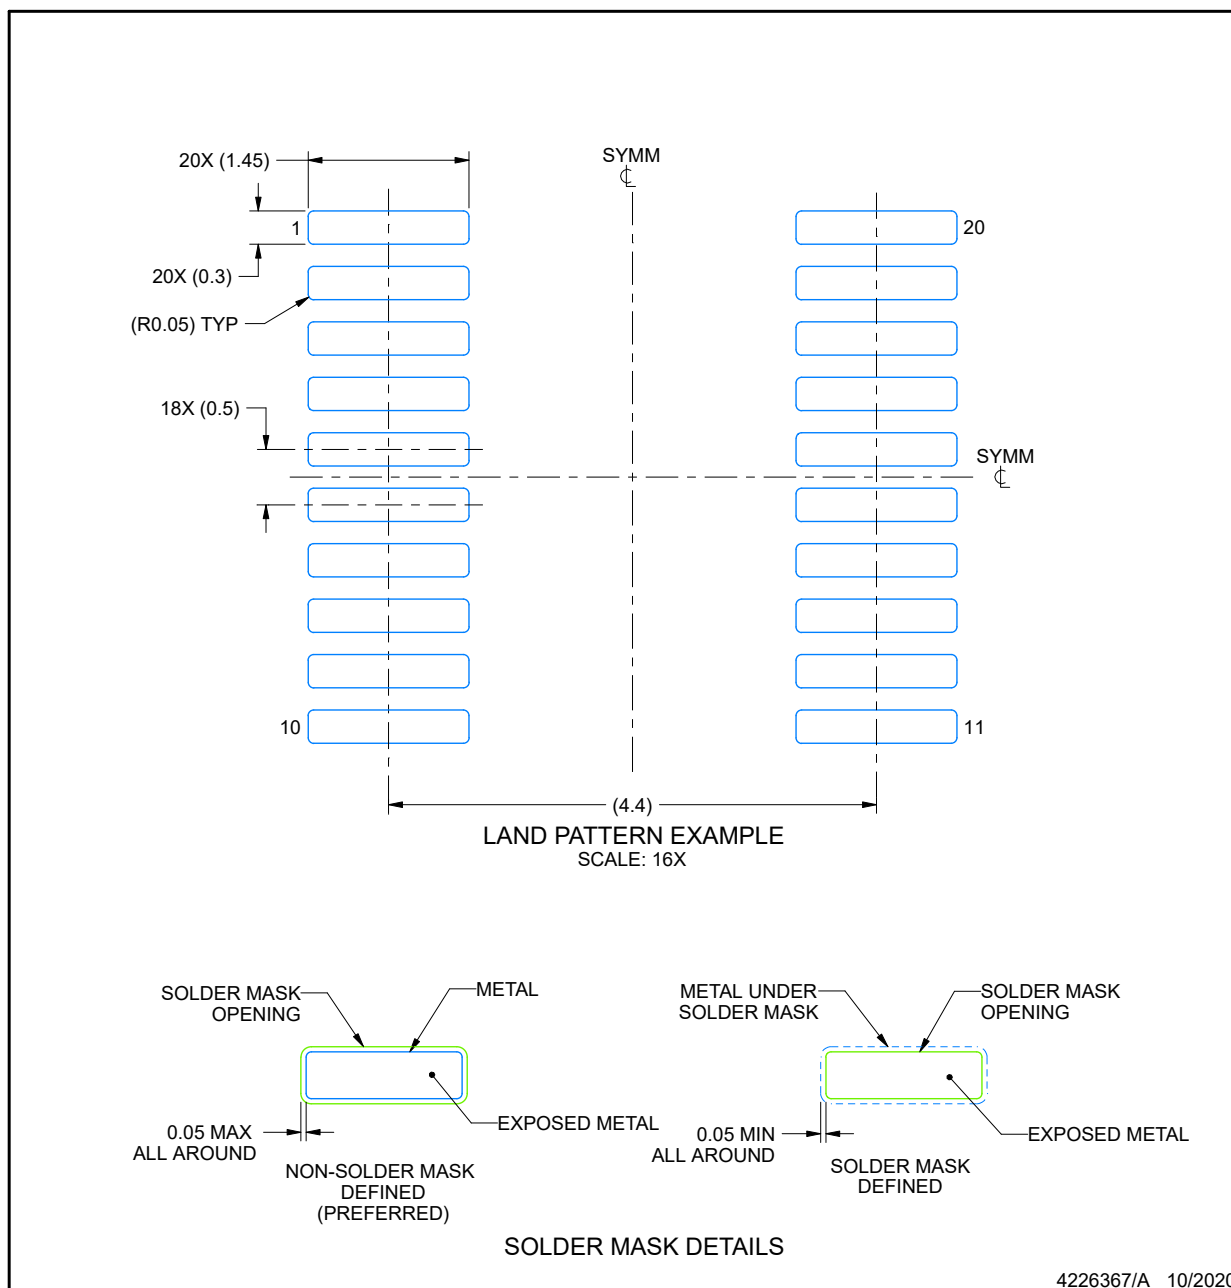 20X (1.45)
SYMM
℄
1
20
20X (0.3)
(R0.05) TYP
18X (0.5)
SYMM
℄
10
11
(4.4)
LAND PATTERN EXAMPLE
SCALE: 16X
SOLDER MASK
OPENING
METAL
EXPOSED METAL
0.05 MAX
ALL AROUND
NON-SOLDER MASK
DEFINED
(PREFERRED)
METAL UNDER
SOLDER MASK
SOLDER MASK
OPENING
EXPOSED METAL
0.05 MIN
ALL AROUND
SOLDER MASK
DEFINED
SOLDER MASK DETAILS
4226367/A 10/2020